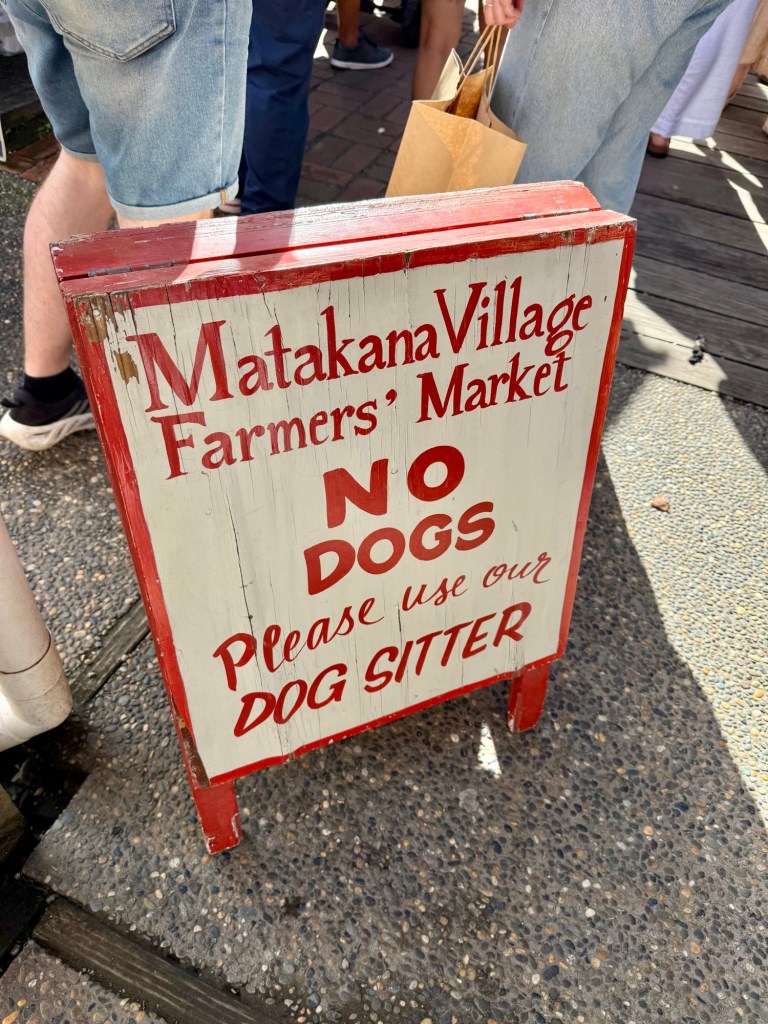 Matakana Village
Farmers' Market
NO
DOGS
Please use our
DOG SITTER